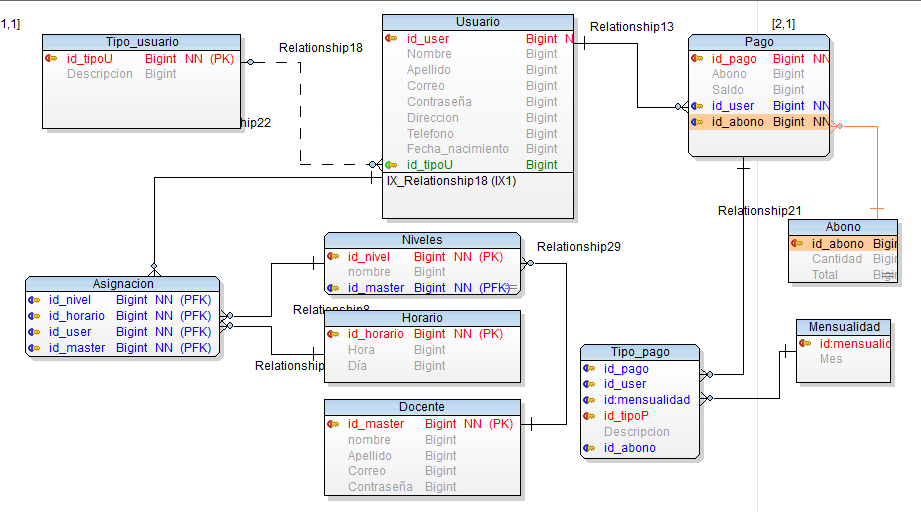 1,1]
[2,1]
Tipo_usuario
id_tipoU Bigint NN (PK)
Descripcion Bigint
Relationship18
hip22
Usuario
id_user Bigint N
Nombre Bigint
Apellido Bigint
Correo Bigint
Contraseña Bigint
Direccion Bigint
Telefono Bigint
Fecha_nacimiento Bigint
id_tipoU Bigint
IX_Relationship18 (IX1)
Relationship13
Pago
id_pago Bigint NN
Abono Bigint
Saldo Bigint
id_user Bigint NN
id_abono Bigint NN
Relationship21
Abono
id_abono Bigin
Cantidad Bigin
Total Bigin
Asignacion
id_nivel Bigint NN (PFK)
id_horario Bigint NN (PFK)
id_user Bigint NN (PFK)
id_master Bigint NN (PFK)
Niveles
id_nivel Bigint NN (PK)
nombre Bigint
id_master Bigint NN (PFK)
Relationship29
Relationship8
Horario
id_horario Bigint NN (PK)
Hora Bigint
Día Bigint
Relationship
Docente
id_master Bigint NN (PK)
nombre Bigint
Apellido Bigint
Correo Bigint
Contraseña Bigint
Tipo_pago
id_pago
id_user
id:mensualidad
id_tipoP
Descripcion
id_abono
Mensualidad
id:mensualid
Mes